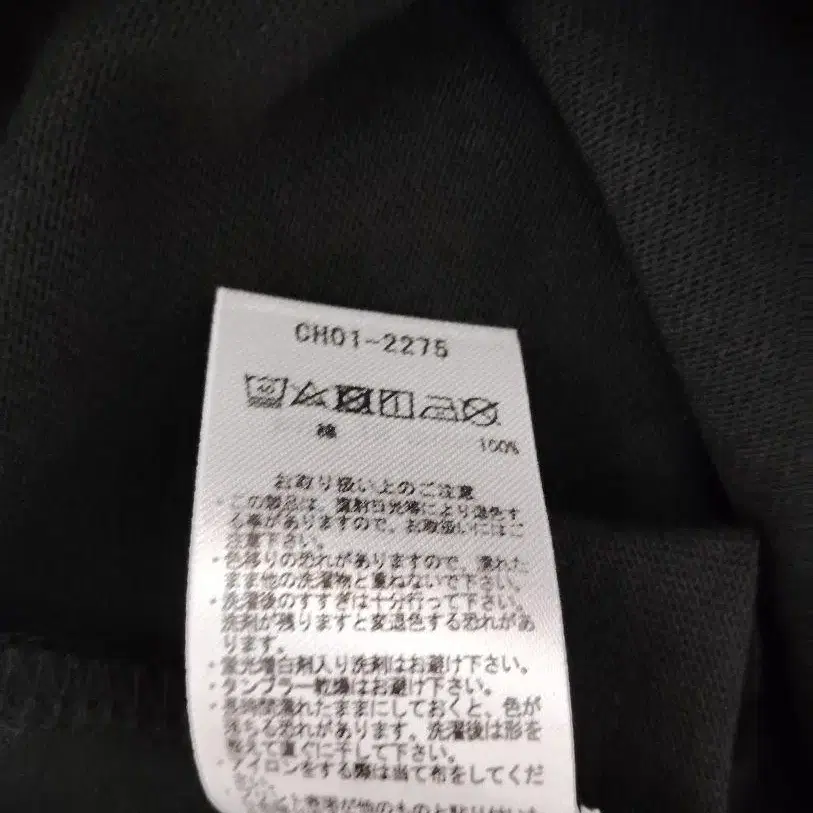 CH01-2275
綿 100%
お取り扱い上のご注意
・この製品は、直射日光等により退色す
る事がありますので、お取扱いにはご
注意下さい。
・色移りの恐れがありますので、濡れた
まま他の洗濯物と重ねないで下さい。
・洗濯後のすすぎは十分行って下さい。
洗剤が残りますと変退色する恐れがあ
ります。
・蛍光増白剤入り洗剤はお避け下さい。
・タンブラー乾燥はお避け下さい。
・長時間濡れたままにしておくと、色が
落ちる恐れがあります。洗濯後は形を
整えて直ぐに干して下さい。
・アイロンをする際は当て布をしてくだ